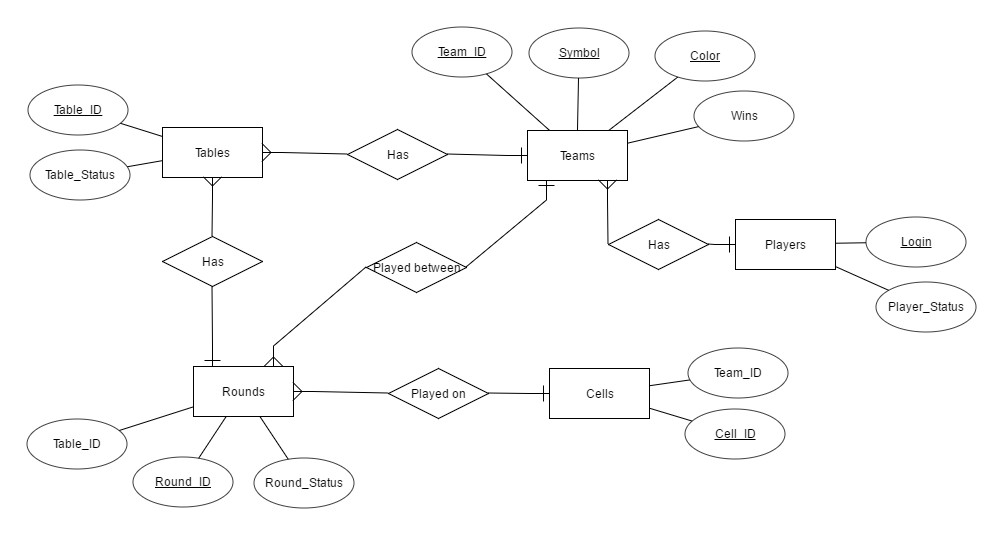 Team_ID
Symbol
Color
Table_ID
Wins
Tables
Has
Teams
Table_Status
Has
Players
Login
Has
Played between
Player_Status
Rounds
Played on
Cells
Team_ID
Table_ID
Cell_ID
Round_ID
Round_Status